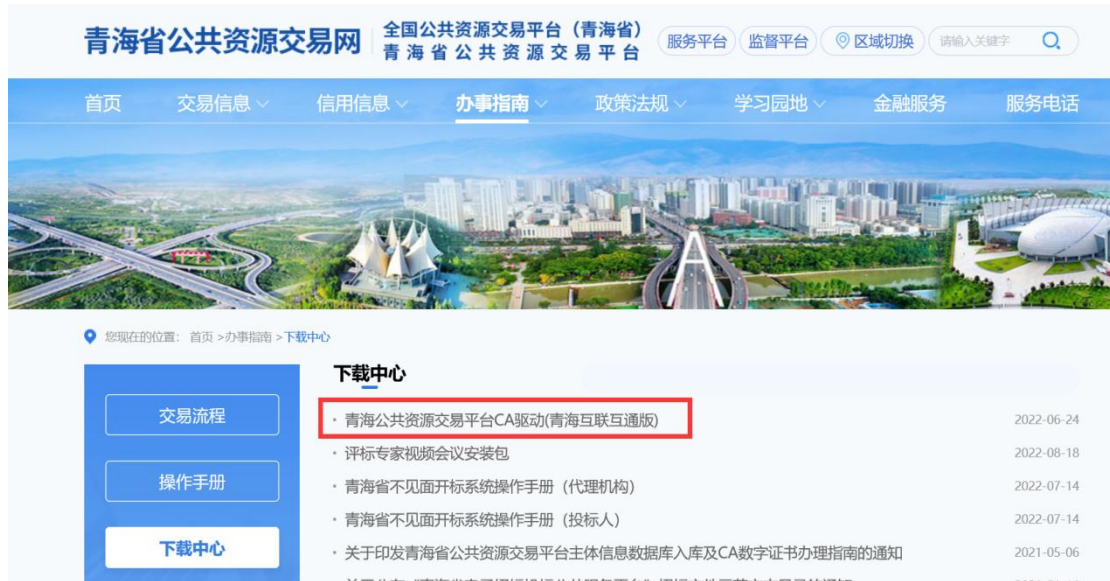 青海省公共资源交易网
全国公共资源交易平台（青海省）
青海省公共资源交易平台
服务平台 监督平台 区域切换 请输入关键字
首页 交易信息 信用信息 办事指南 政策法规 学习园地 金融服务 服务电话
您现在的位置： 首页 >办事指南 >下载中心
交易流程
操作手册
下载中心
下载中心
· 青海公共资源交易平台CA驱动(青海互联互通版) 2022-06-24
· 评标专家视频会议安装包 2022-08-18
· 青海省不见面开标系统操作手册（代理机构） 2022-07-14
· 青海省不见面开标系统操作手册（投标人） 2022-07-14
· 关于印发青海省公共资源交易平台主体信息数据库入库及CA数字证书办理指南的通知 2021-05-06